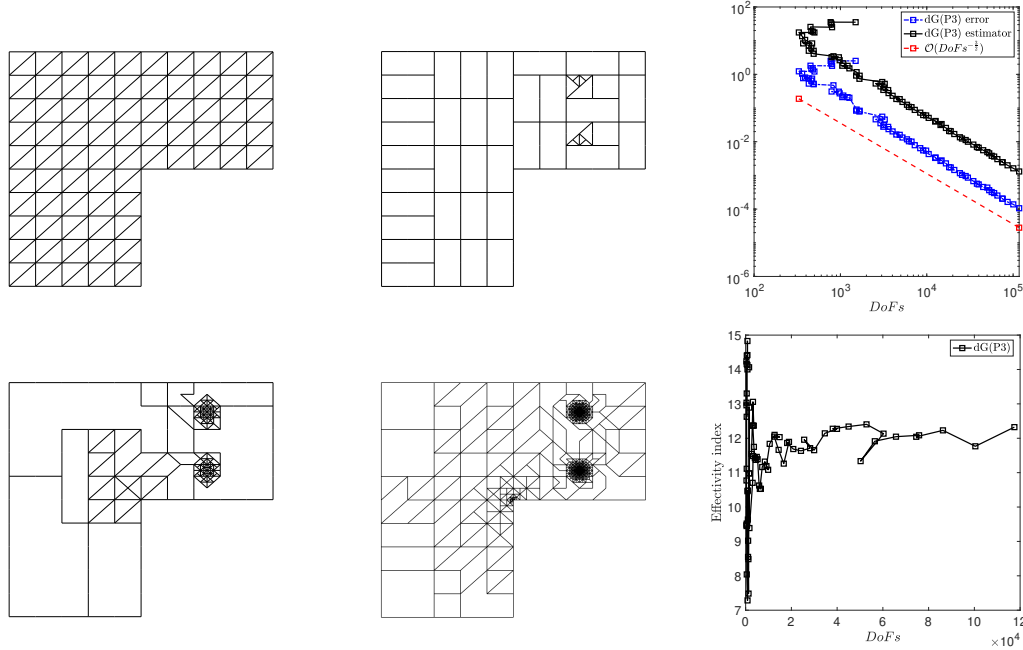 10^2
10^0
10^-2
10^-4
10^-6
dG(P3) error
dG(P3) estimator
O(DoFs^{-3/2})
10^2 10^3 10^4 10^5
DoFs
15
14
13
12
11
10
9
8
7
Effectivity index
dG(P3)
0 2 4 6 8 10 12
DoFs
×10^4